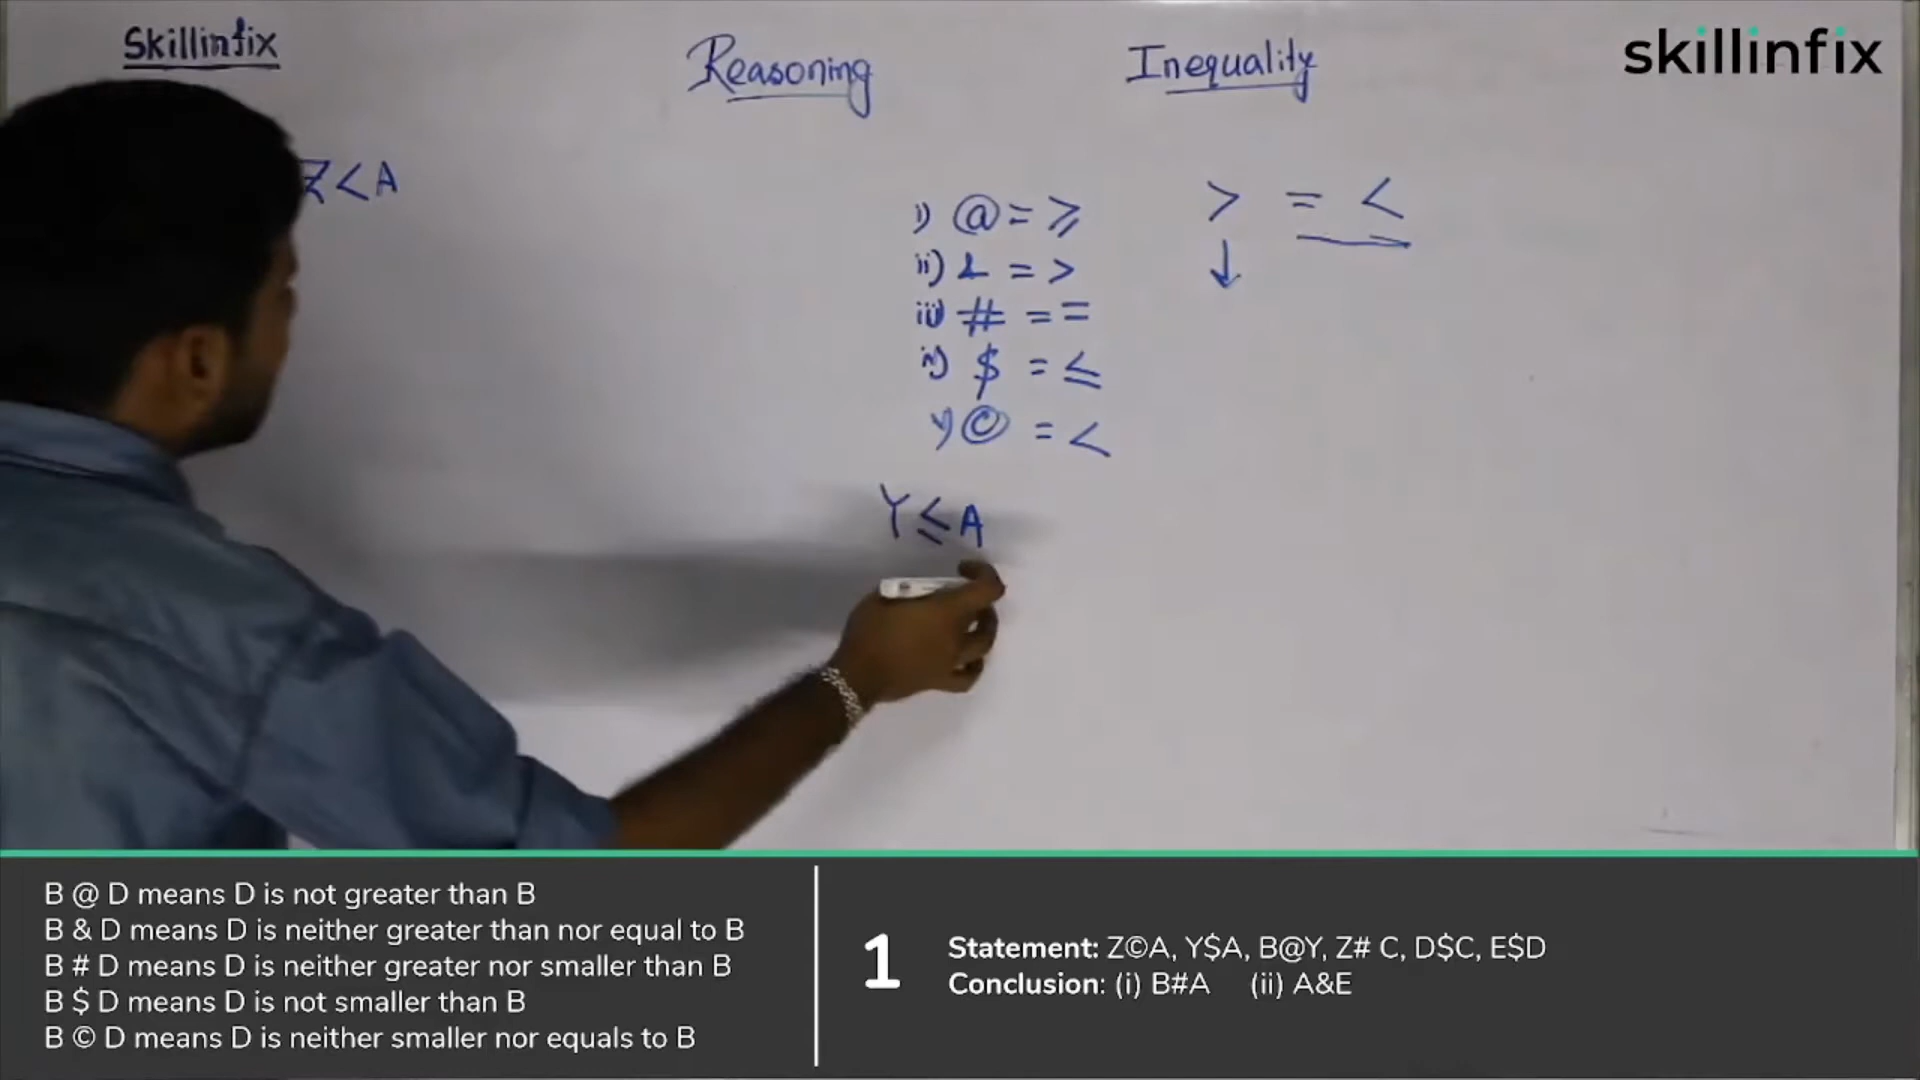 Skillinfix
Reasoning
Inequality
skillinfix
Z < A
i) @ = ≥
ii) & = >
iii) # = =
iv) $ = ≤
v) © = <
> = <
↓
Y ≤ A
B @ D means D is not greater than B
B & D means D is neither greater than nor equal to B
B # D means D is neither greater nor smaller than B
B $ D means D is not smaller than B
B © D means D is neither smaller nor equals to B
1
Statement: Z©A, Y$A, B@Y, Z# C, D$C, E$D
Conclusion: (i) B#A (ii) A&E